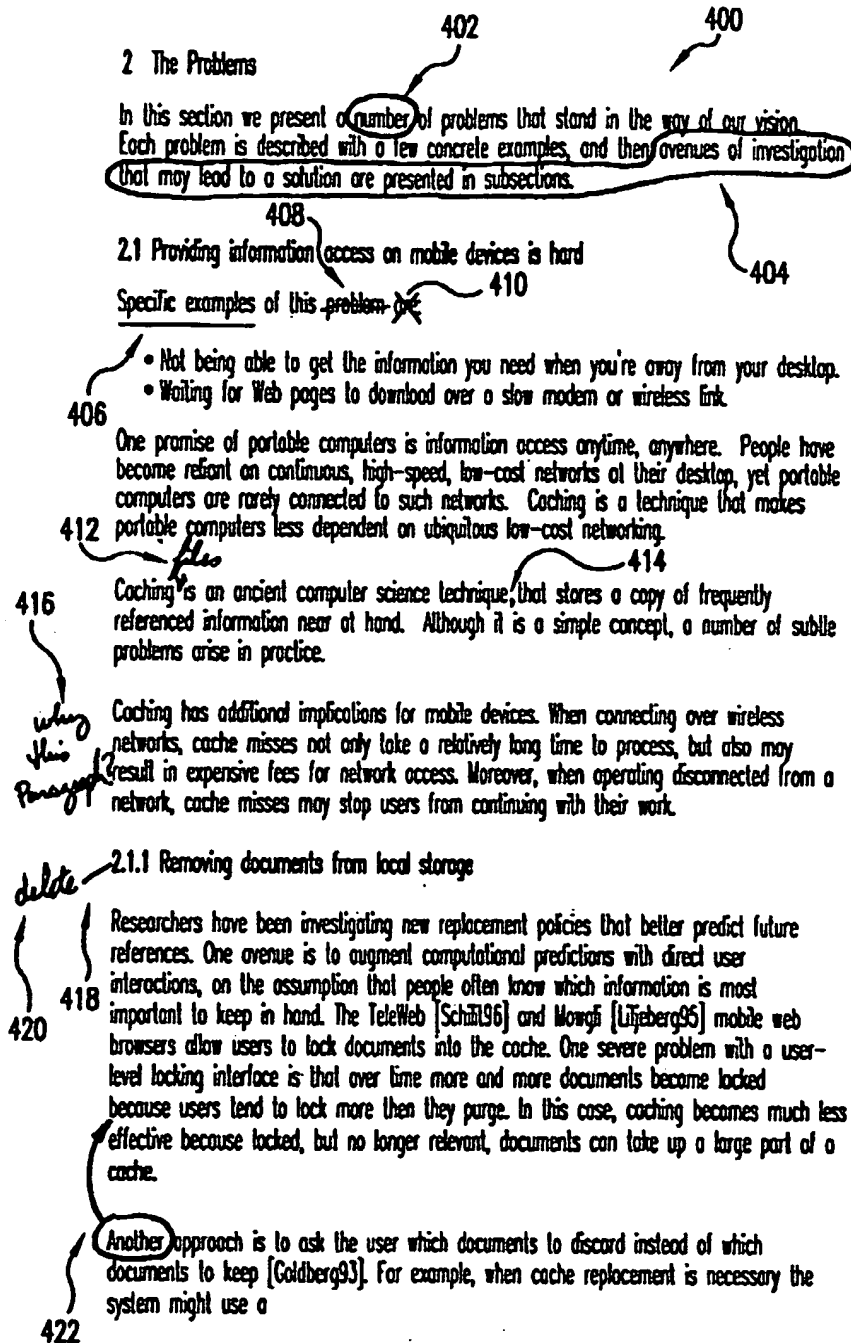 402
400
2 The Problems
In this section we present a number of problems that stand in the way of our vision
Each problem is described with a few concrete examples, and then avenues of investigation
that may lead to a solution are presented in subsections.
408
404
2.1 Providing information access on mobile devices is hard
410
Specific examples of this problem are
• Not being able to get the information you need when you're away from your desktop.
406
• Waiting for Web pages to download over a slow modem or wireless link.
One promise of portable computers is information access anytime, anywhere. People have
become reliant on continuous, high-speed, low-cost networks at their desktop, yet portable
computers are rarely connected to such networks. Caching is a technique that makes
portable computers less dependent on ubiquitous low-cost networking.
412
files
414
Caching is an ancient computer science technique, that stores a copy of frequently
416
referenced information near at hand. Although it is a simple concept, a number of subtle
problems arise in practice.
why
this
Paragraph?
Caching has additional implications for mobile devices. When connecting over wireless
networks, cache misses not only take a relatively long time to process, but also may
result in expensive fees for network access. Moreover, when operating disconnected from a
network, cache misses may stop users from continuing with their work.
delete
2.1.1 Removing documents from local storage
Researchers have been investigating new replacement policies that better predict future
references. One avenue is to augment computational predictions with direct user
418
interactions, on the assumption that people often know which information is most
420
important to keep in hand. The TeleWeb [Schilit96] and Mowgli [Liljeberg95] mobile web
browsers allow users to lock documents into the cache. One severe problem with a user-
level locking interface is that over time more and more documents become locked
because users tend to lock more then they purge. In this case, caching becomes much less
effective because locked, but no longer relevant, documents can take up a large part of a
cache.
Another approach is to ask the user which documents to discard instead of which
documents to keep [Goldberg93]. For example, when cache replacement is necessary the
system might use a
422